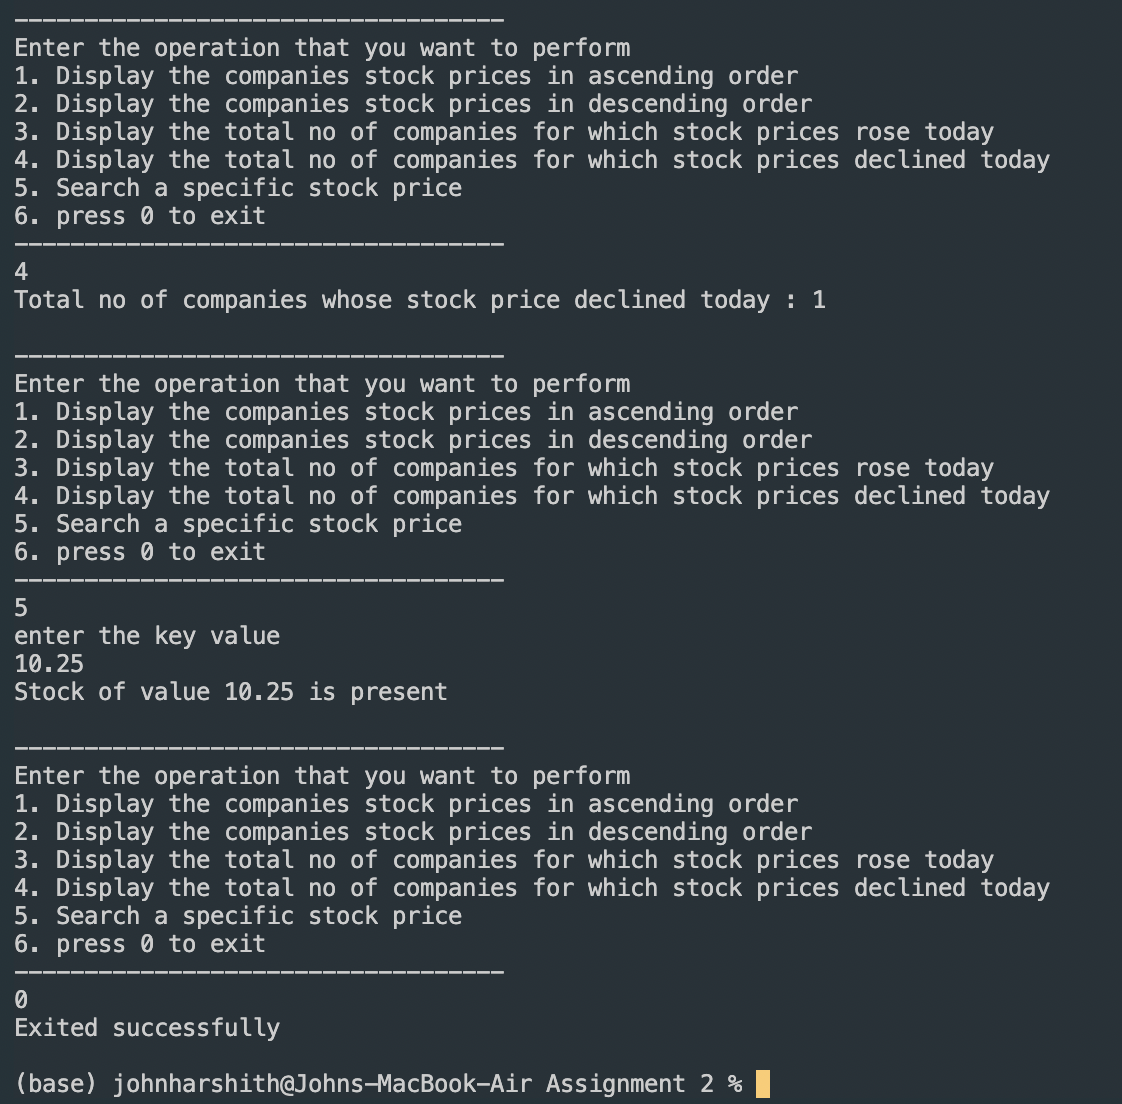 -----------------------------------
Enter the operation that you want to perform
1. Display the companies stock prices in ascending order
2. Display the companies stock prices in descending order
3. Display the total no of companies for which stock prices rose today
4. Display the total no of companies for which stock prices declined today
5. Search a specific stock price
6. press 0 to exit
-----------------------------------
4
Total no of companies whose stock price declined today : 1

-----------------------------------
Enter the operation that you want to perform
1. Display the companies stock prices in ascending order
2. Display the companies stock prices in descending order
3. Display the total no of companies for which stock prices rose today
4. Display the total no of companies for which stock prices declined today
5. Search a specific stock price
6. press 0 to exit
-----------------------------------
5
enter the key value
10.25
Stock of value 10.25 is present

-----------------------------------
Enter the operation that you want to perform
1. Display the companies stock prices in ascending order
2. Display the companies stock prices in descending order
3. Display the total no of companies for which stock prices rose today
4. Display the total no of companies for which stock prices declined today
5. Search a specific stock price
6. press 0 to exit
-----------------------------------
0
Exited successfully

(base) johnharshith@Johns-MacBook-Air Assignment 2 %